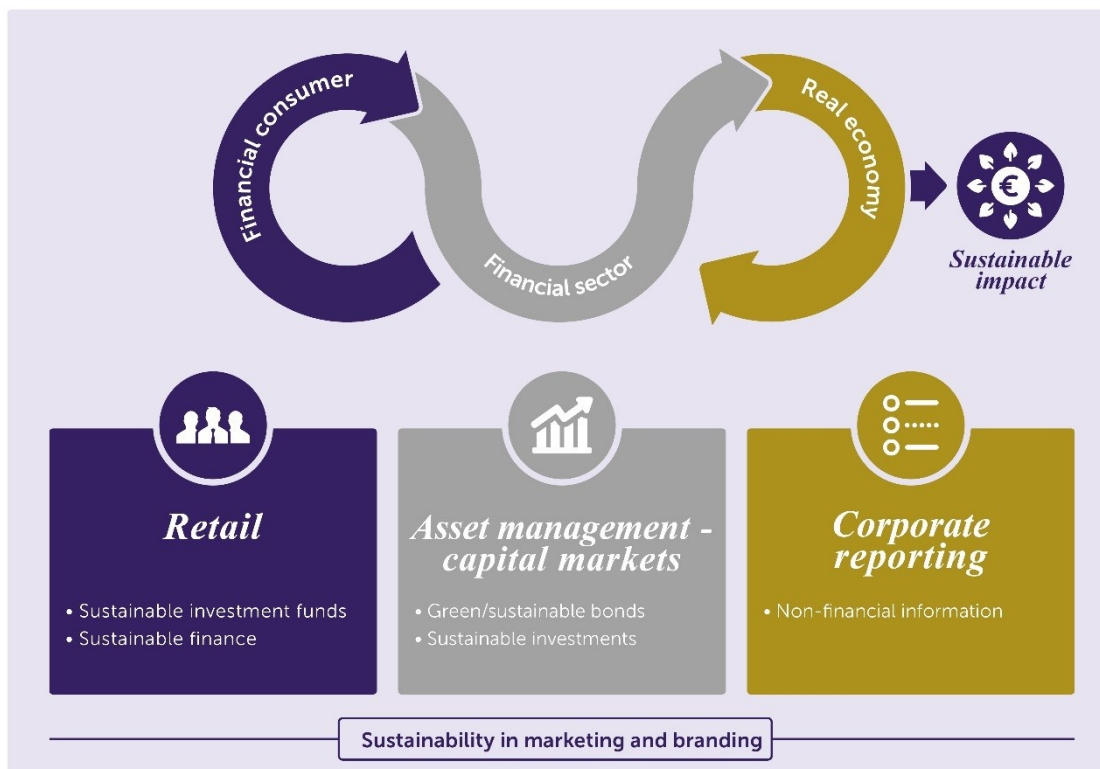 Financial consumer
Financial sector
Real economy
€
Sustainable
impact
Retail
• Sustainable investment funds
• Sustainable finance
Asset management -
capital markets
• Green/sustainable bonds
• Sustainable investments
Corporate
reporting
• Non-financial information
Sustainability in marketing and branding